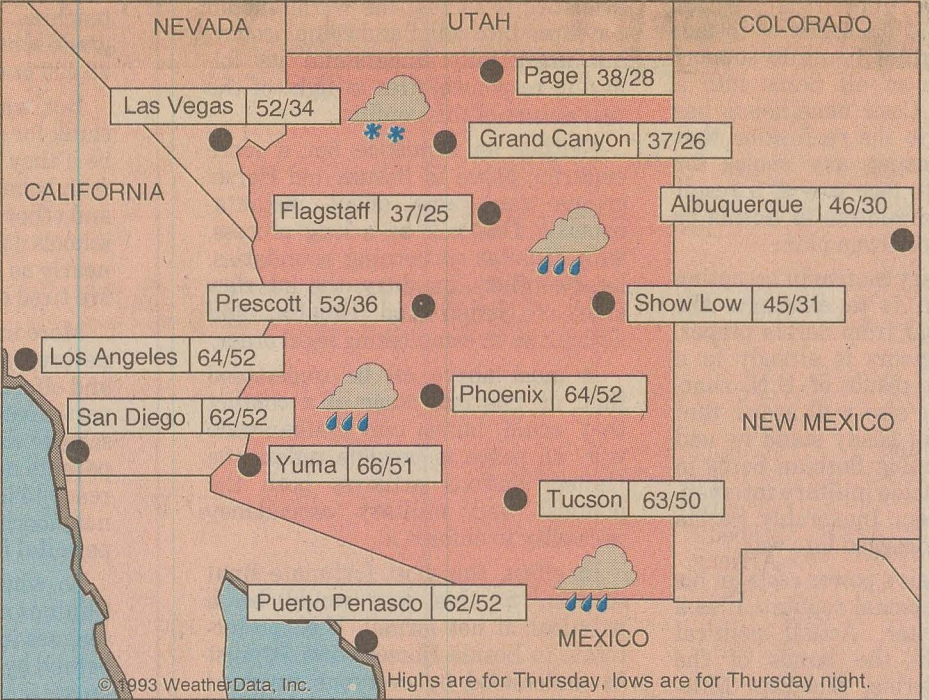 NEVADA
UTAH
COLORADO
Page 38/28
Las Vegas 52/34
Grand Canyon 37/26
CALIFORNIA
Flagstaff 37/25
Albuquerque 46/30
Prescott 53/36
Show Low 45/31
Los Angeles 64/52
Phoenix 64/52
San Diego 62/52
NEW MEXICO
Yuma 66/51
Tucson 63/50
Puerto Penasco 62/52
MEXICO
© 1993 WeatherData, Inc.
Highs are for Thursday, lows are for Thursday night.